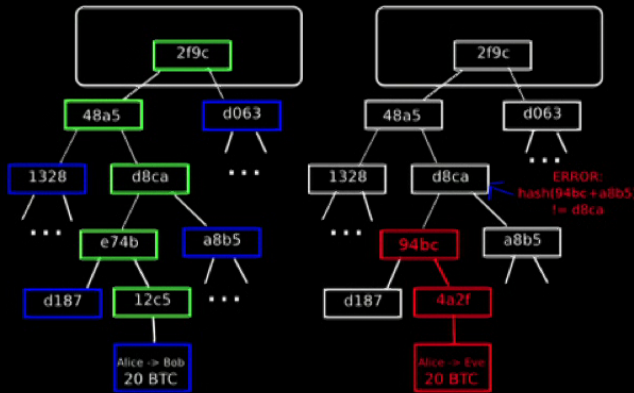 2f9c
48a5
d063
1328
d8ca
...
...
e74b
a8b5
d187
12c5
...
Alice -> Bob
20 BTC
2f9c
48a5
d063
...
1328
d8ca
ERROR:
hash(94bc+a8b5
!= d8ca
...
94bc
a8b5
d187
4a2f
...
Alice -> Eve
20 BTC